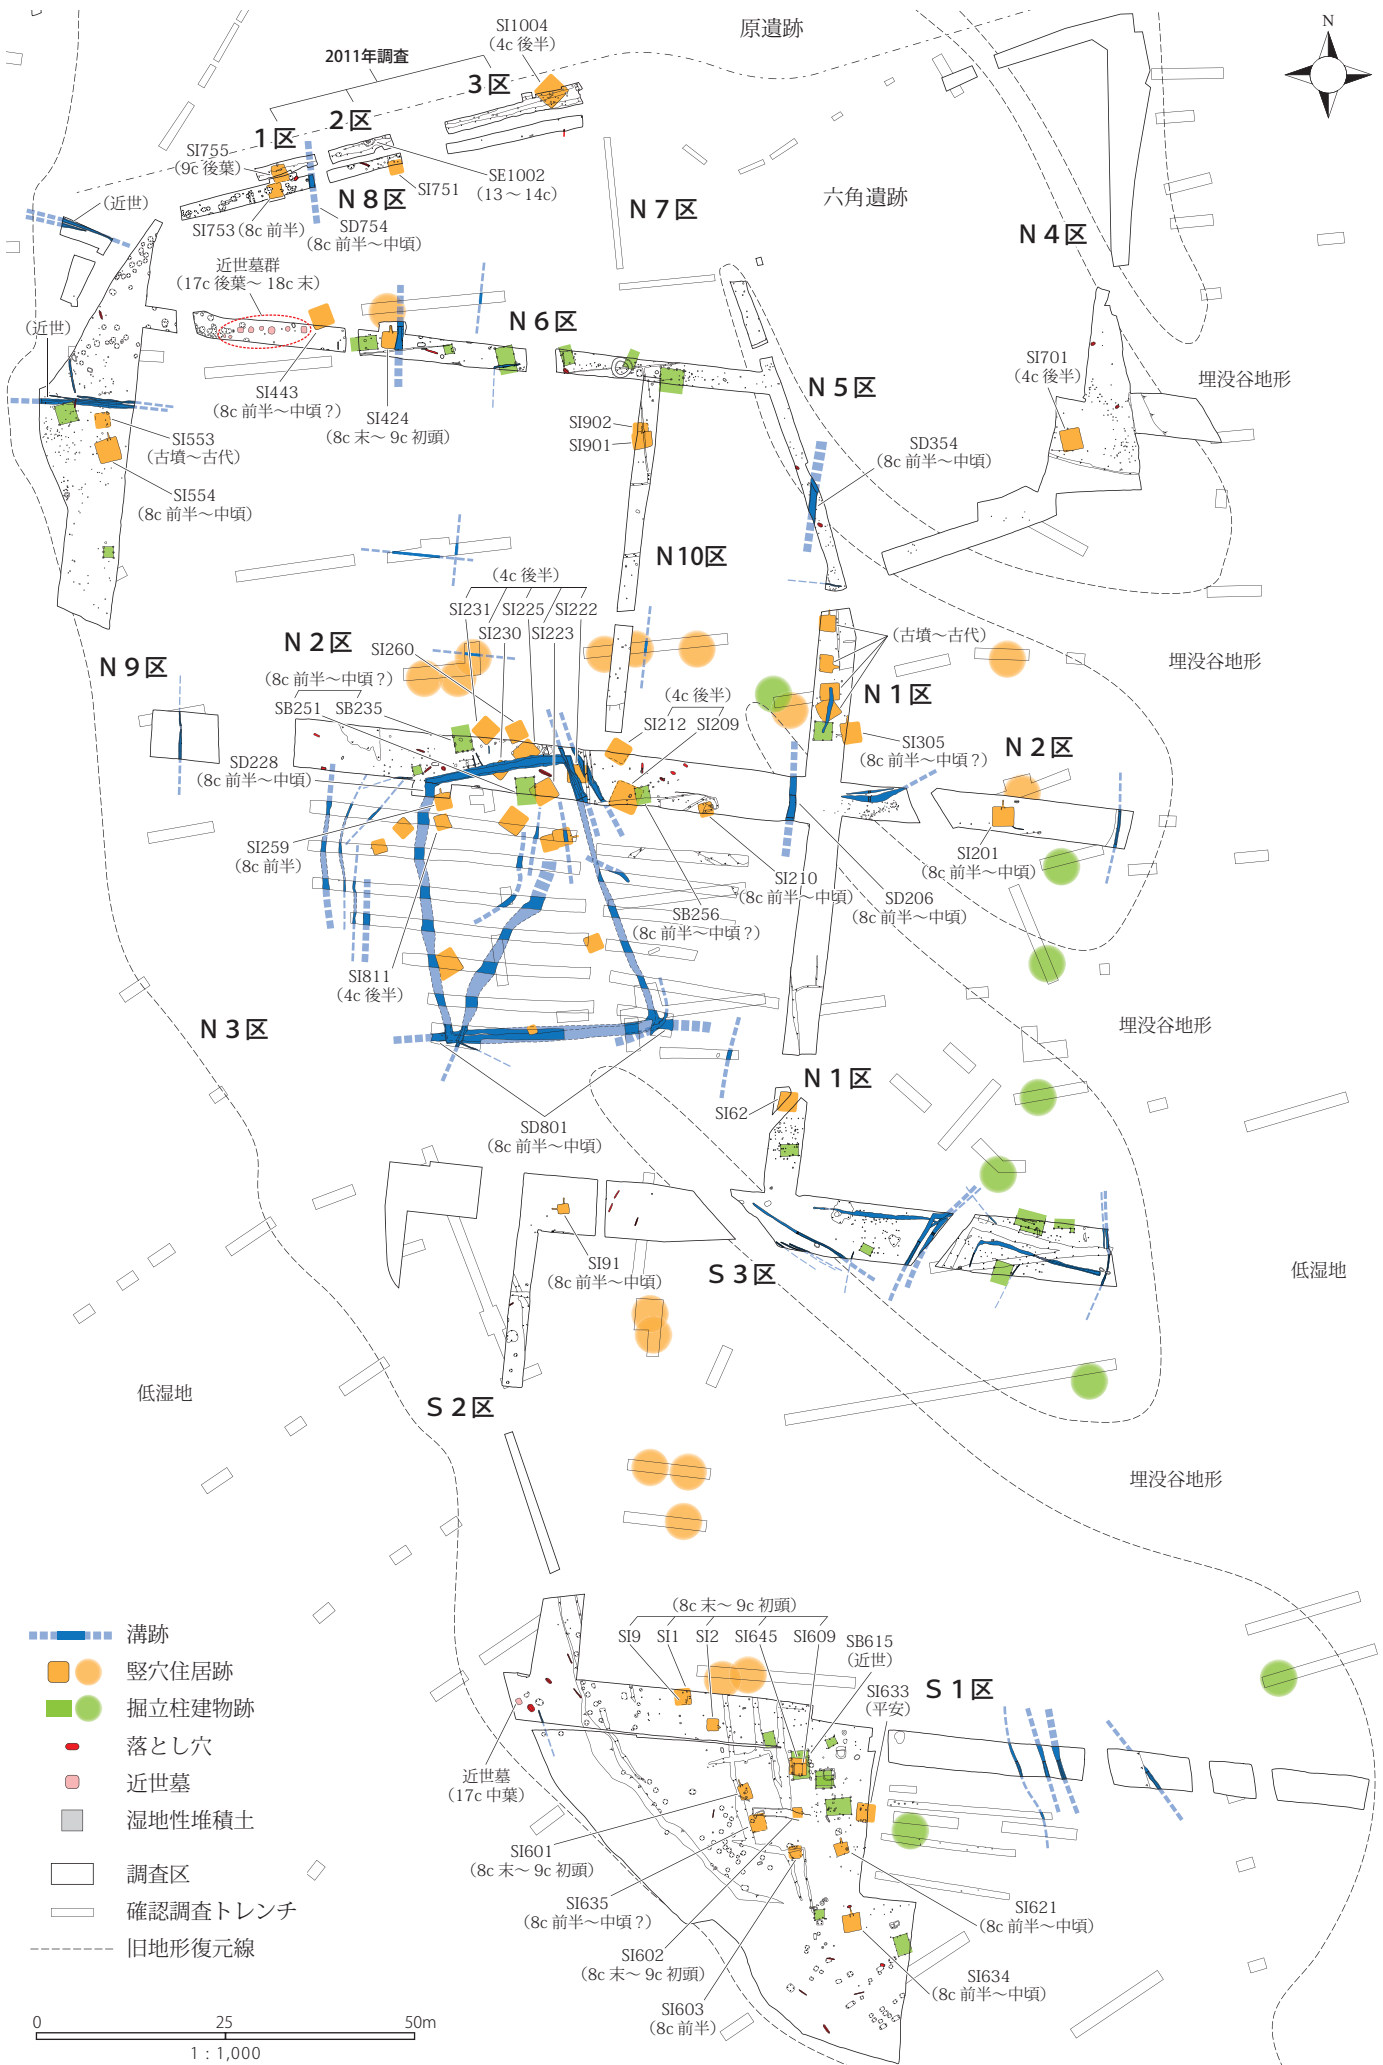 原遺跡
N
SI1004
(4c 後半)
2011年調査
3区
2区
1区
SI755
(9c 後葉)
SE1002
(13～14c)
SI751
N 8区
N 7区
六角遺跡
N 4区
(近世)
SI753 (8c 前半)
SD754
(8c 前半～中頃)
近世墓群
(17c 後葉～ 18c 末)
(近世)
N 6区
SI701
(4c 後半)
埋没谷地形
N 5区
SI443
(8c 前半～中頃？)
SI424
(8c 末～ 9c 初頭)
SI902
SI901
SI553
(古墳～古代)
SD354
(8c 前半～中頃)
SI554
(8c 前半～中頃)
N10区
(4c 後半)
SI231 SI225 SI222
SI230 SI223
N 2区
SI260
(古墳～古代)
埋没谷地形
N 9区
(8c 前半～中頃？)
SB251 SB235
(4c 後半)
SI212 SI209
N 1区
SI305
(8c 前半～中頃？)
N 2区
SD228
(8c 前半～中頃)
SI259
(8c 前半)
SI201
(8c 前半～中頃)
SI210
(8c 前半～中頃)
SD206
(8c 前半～中頃)
SB256
(8c 前半～中頃？)
SI811
(4c 後半)
N 3区
埋没谷地形
N 1区
SI62
SD801
(8c 前半～中頃)
SI91
(8c 前半～中頃)
S 3区
低湿地
低湿地
S 2区
埋没谷地形
(8c 末～ 9c 初頭)
SI9 SI1 SI2 SI645 SI609
SB615
(近世)
SI633
(平安)
S 1区
近世墓
(17c 中葉)
SI601
(8c 末～ 9c 初頭)
SI635
(8c 前半～中頃？)
SI602
(8c 末～ 9c 初頭)
SI603
(8c 前半)
SI621
(8c 前半～中頃)
SI634
(8c 前半～中頃)
溝跡
竪穴住居跡
掘立柱建物跡
落とし穴
近世墓
湿地性堆積土
調査区
確認調査トレンチ
旧地形復元線
0 25 50m
1：1,000